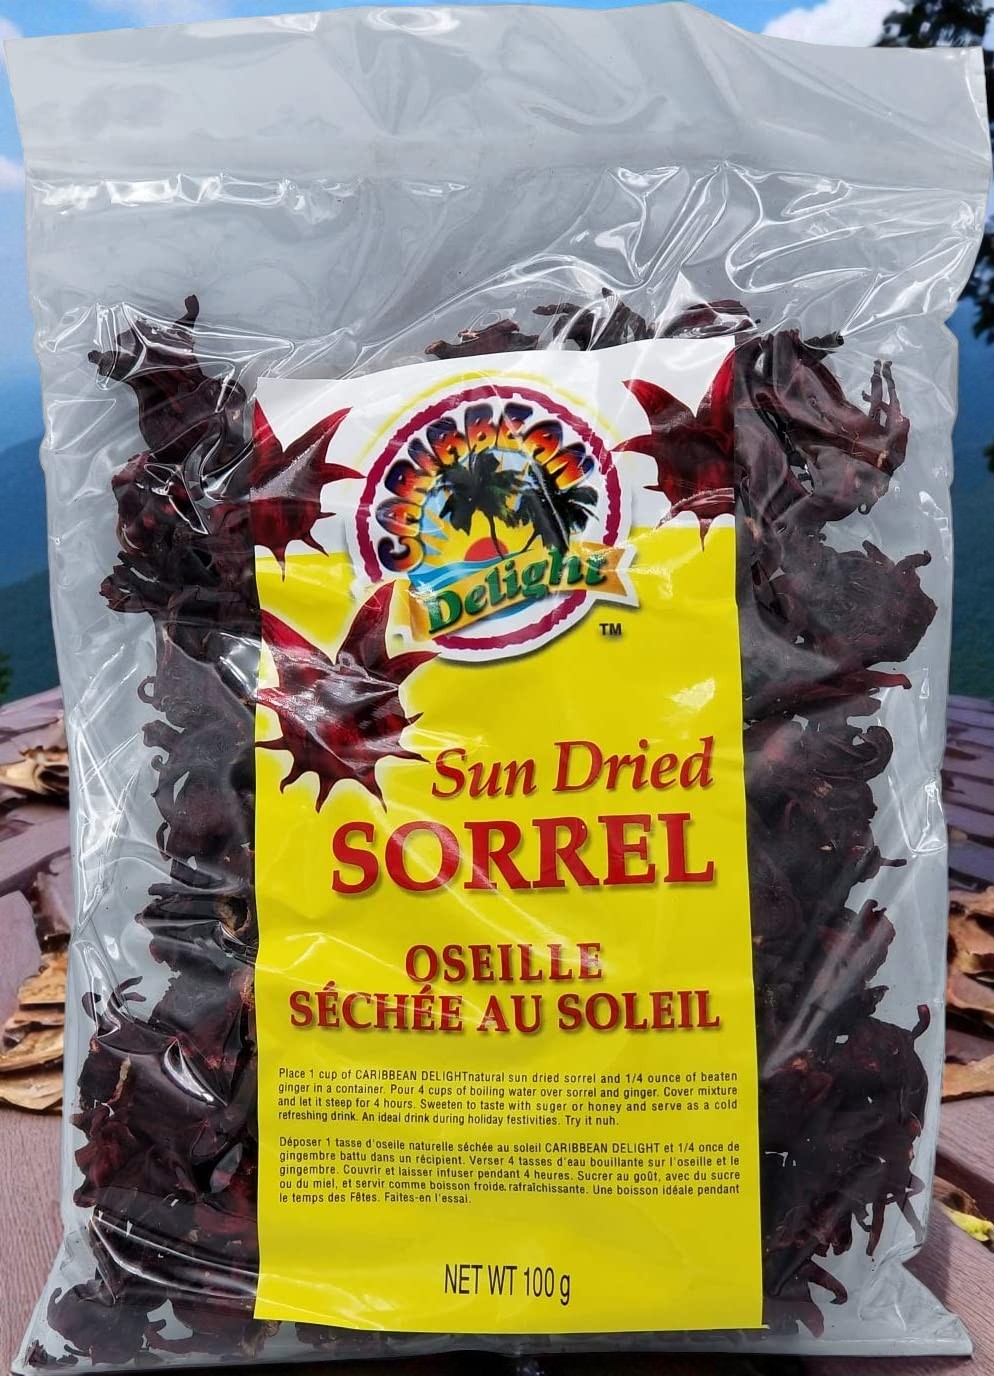 CARIBBEAN
Delight
TM
Sun Dried
SORREL
OSEILLE
SÉCHÉE AU SOLEIL
Place 1 cup of CARIBBEAN DELIGHTnatural sun dried sorrel and 1/4 ounce of beaten
ginger in a container. Pour 4 cups of boiling water over sorrel and ginger. Cover mixture
and let it steep for 4 hours. Sweeten to taste with suger or honey and serve as a cold
refreshing drink. An ideal drink during holiday festivities. Try it nuh.
Déposer 1 tasse d'oseile naturelle séchée au soleil CARIBBEAN DELIGHT et 1/4 once de
gingembre battu dans un récipient. Verser 4 tasses d'eau bouillante sur l'oseille et le
gingembre. Couvrir et laisser infuser pendant 4 heures. Sucrer au goût, avec du sucre
ou du miel, et servir comme boisson froide, rafraîchissante. Une boisson idéale pendant
le temps des Fêtes. Faites-en l'essai.
NET WT 100 g